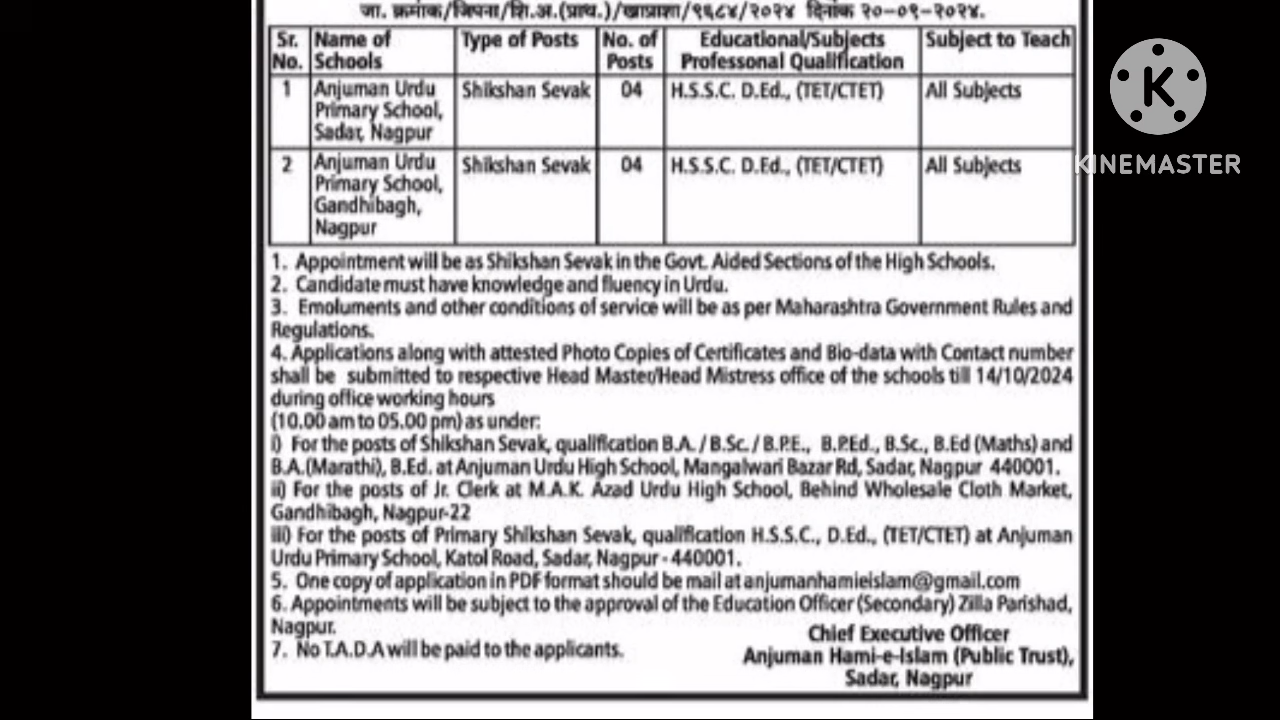 जा. क्रमांक/जिपना/शि.अ.(प्राथ.)/खाप्राशा/९६८४/२०२४ दिनांक २०-०९-२०२४.
Sr. No. Name of Schools Type of Posts No. of Posts Educational/Subjects Professonal Qualification Subject to Teach
1 Anjuman Urdu Primary School, Sadar, Nagpur Shikshan Sevak 04 H.S.S.C. D.Ed., (TET/CTET) All Subjects
2 Anjuman Urdu Primary School, Gandhibagh, Nagpur Shikshan Sevak 04 H.S.S.C. D.Ed., (TET/CTET) All Subjects
1. Appointment will be as Shikshan Sevak in the Govt. Aided Sections of the High Schools.
2. Candidate must have knowledge and fluency in Urdu.
3. Emoluments and other conditions of service will be as per Maharashtra Government Rules and
Regulations.
4. Applications along with attested Photo Copies of Certificates and Bio-data with Contact number
shall be submitted to respective Head Master/Head Mistress office of the schools till 14/10/2024
during office working hours
(10.00 am to 05.00 pm) as under:
i) For the posts of Shikshan Sevak, qualification B.A. / B.Sc. / B.P.E., B.P.Ed., B.Sc., B.Ed (Maths) and
B.A.(Marathi), B.Ed. at Anjuman Urdu High School, Mangalwari Bazar Rd, Sadar, Nagpur 440001.
ii) For the posts of Jr. Clerk at M.A.K. Azad Urdu High School, Behind Wholesale Cloth Market,
Gandhibagh, Nagpur-22
iii) For the posts of Primary Shikshan Sevak, qualification H.S.S.C., D.Ed., (TET/CTET) at Anjuman
Urdu Primary School, Katol Road, Sadar, Nagpur - 440001.
5. One copy of application in PDF format should be mail at anjumanhamieislam@gmail.com
6. Appointments will be subject to the approval of the Education Officer (Secondary) Zilla Parishad,
Nagpur.
7. No T.A.D.A will be paid to the applicants.
Chief Executive Officer
Anjuman Hami-e-Islam (Public Trust),
Sadar, Nagpur
K
KINEMASTER